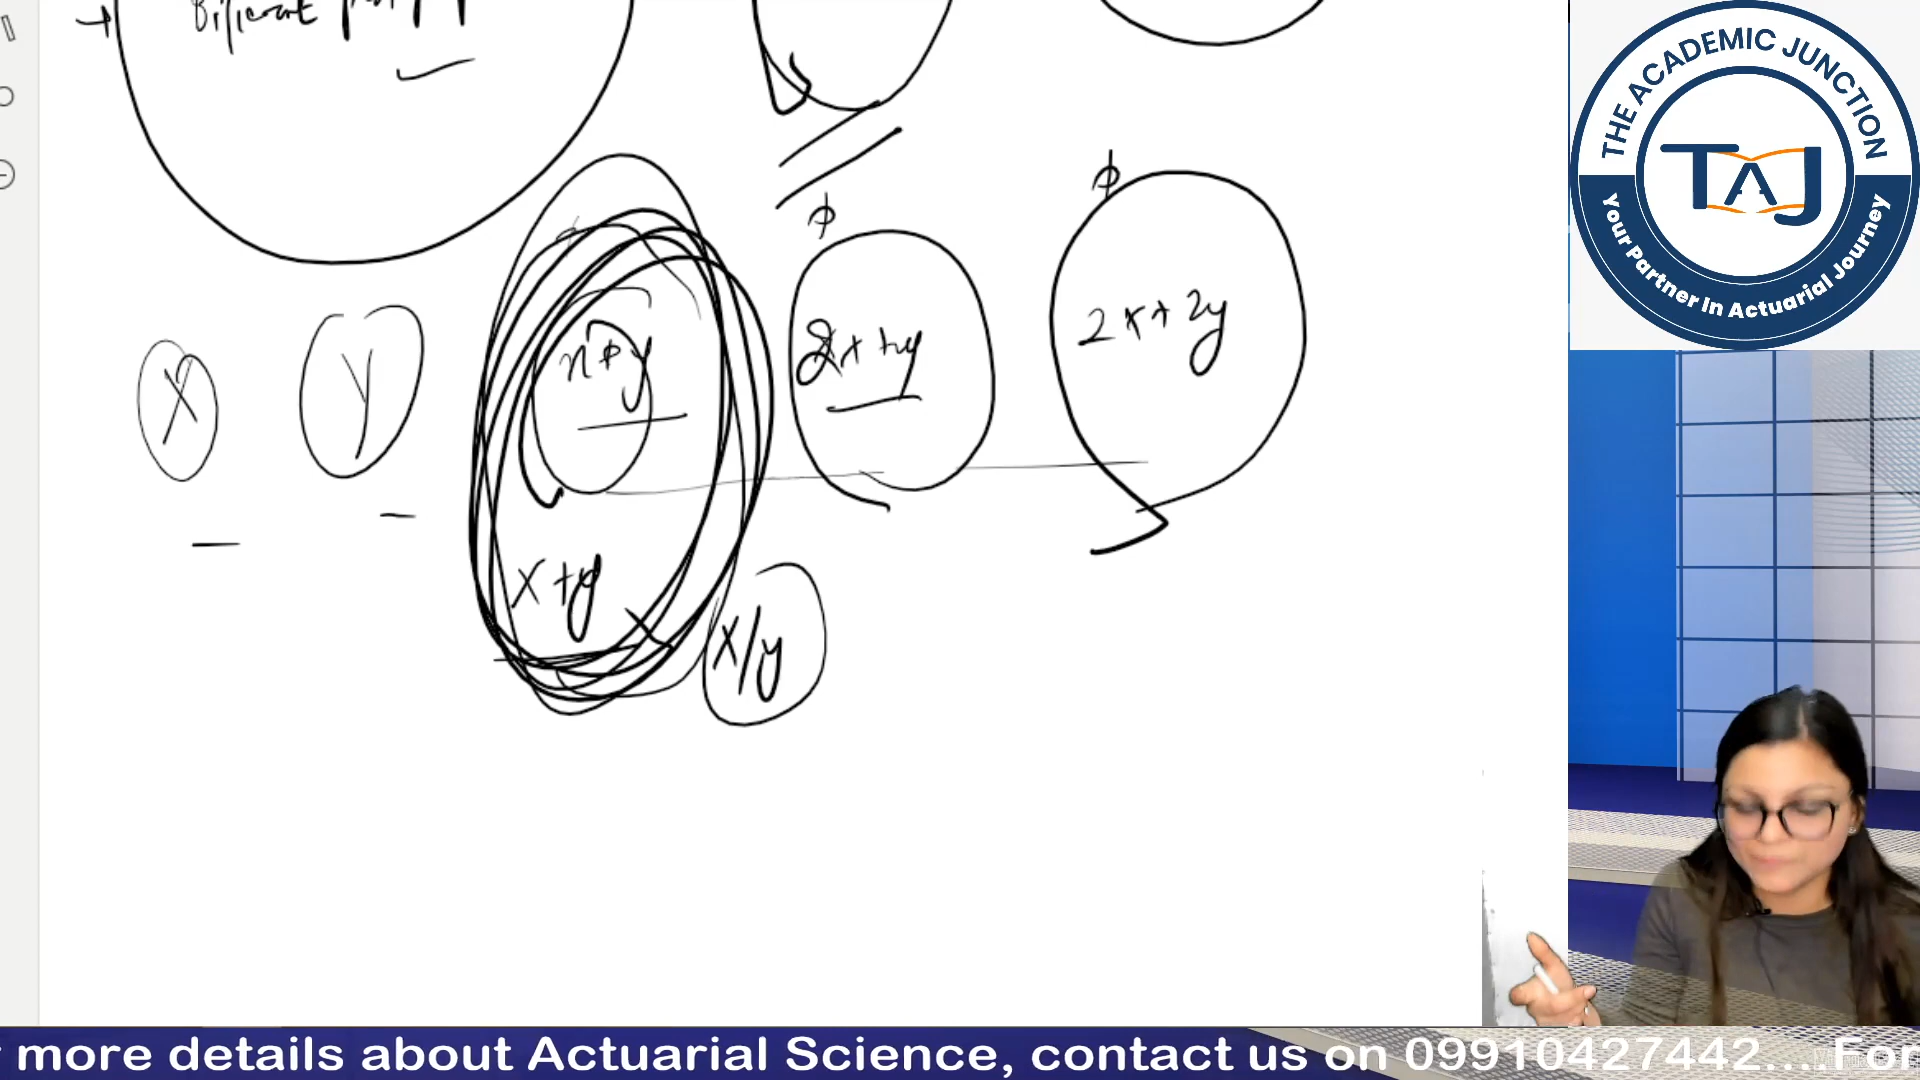 ϕ
ϕ
X
y
x+y
2x+y
2x+2y
x+y
x/y
THE ACADEMIC JUNCTION
TAJ
Your Partner In Actuarial Journey
more details about Actuarial Science, contact us on 09910427442....For